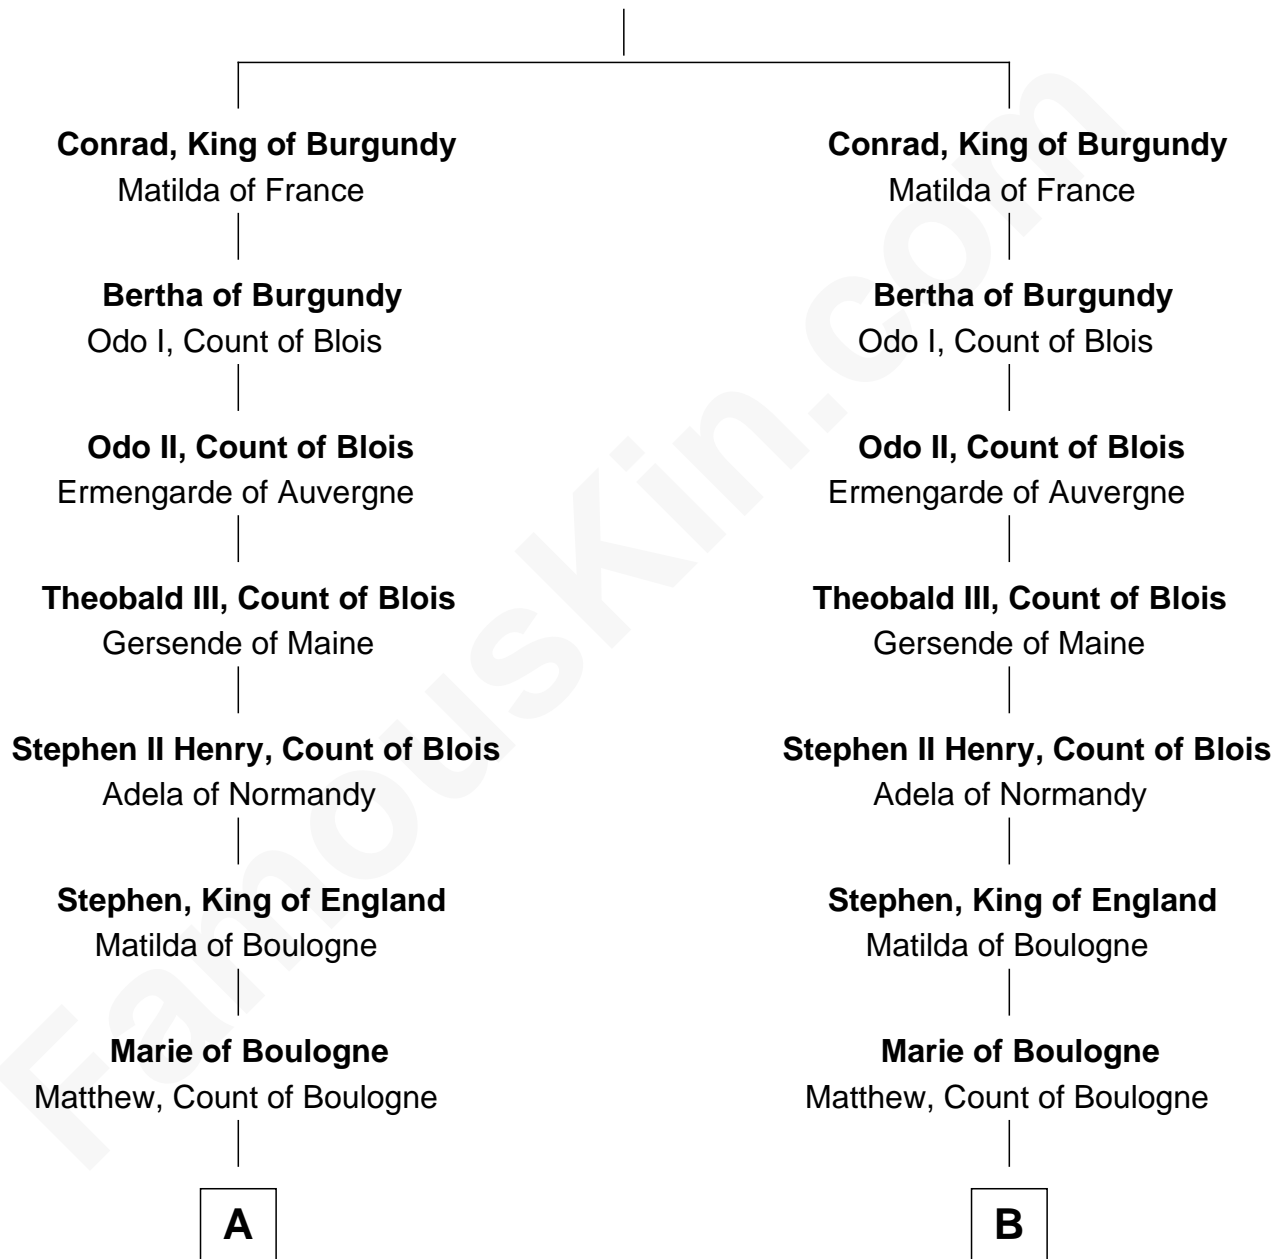 Conrad, King of Burgundy
Matilda of France
Bertha of Burgundy
Odo I, Count of Blois
Odo II, Count of Blois
Ermengarde of Auvergne
Theobald III, Count of Blois
Gersende of Maine
Stephen II Henry, Count of Blois
Adela of Normandy
Stephen, King of England
Matilda of Boulogne
Marie of Boulogne
Matthew, Count of Boulogne
A
Conrad, King of Burgundy
Matilda of France
Bertha of Burgundy
Odo I, Count of Blois
Odo II, Count of Blois
Ermengarde of Auvergne
Theobald III, Count of Blois
Gersende of Maine
Stephen II Henry, Count of Blois
Adela of Normandy
Stephen, King of England
Matilda of Boulogne
Marie of Boulogne
Matthew, Count of Boulogne
B
FamousKin.com